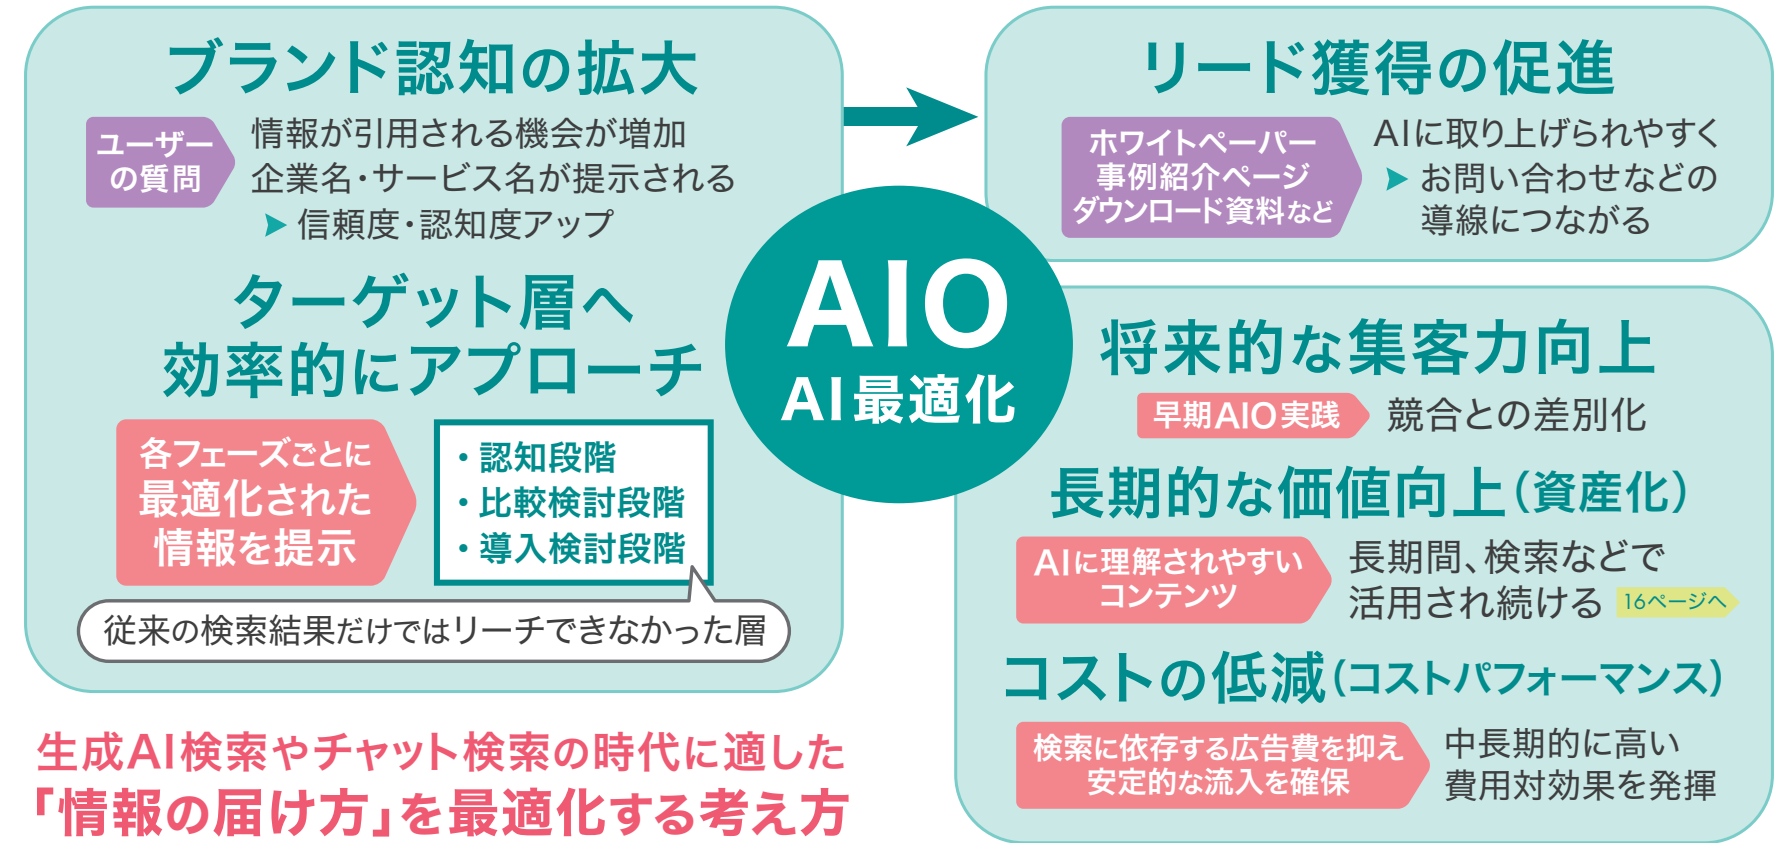 ブランド認知の拡大
ユーザー
の質問
情報が引用される機会が増加
企業名・サービス名が提示される
➤ 信頼度・認知度アップ
ターゲット層へ
効率的にアプローチ
各フェーズごとに
最適化された
情報を提示
・認知段階
・比較検討段階
・導入検討段階
従来の検索結果だけではリーチできなかった層
AIO
AI最適化
リード獲得の促進
ホワイトペーパー
事例紹介ページ
ダウンロード資料など
AIに取り上げられやすく
➤ お問い合わせなどの
導線につながる
将来的な集客力向上
早期AIO実践
競合との差別化
長期的な価値向上(資産化)
AIに理解されやすい
コンテンツ
長期間、検索などで
活用され続ける
16ページへ
コストの低減(コストパフォーマンス)
検索に依存する広告費を抑え
安定的な流入を確保
中長期的に高い
費用対効果を発揮
生成AI検索やチャット検索の時代に適した
「情報の届け方」を最適化する考え方